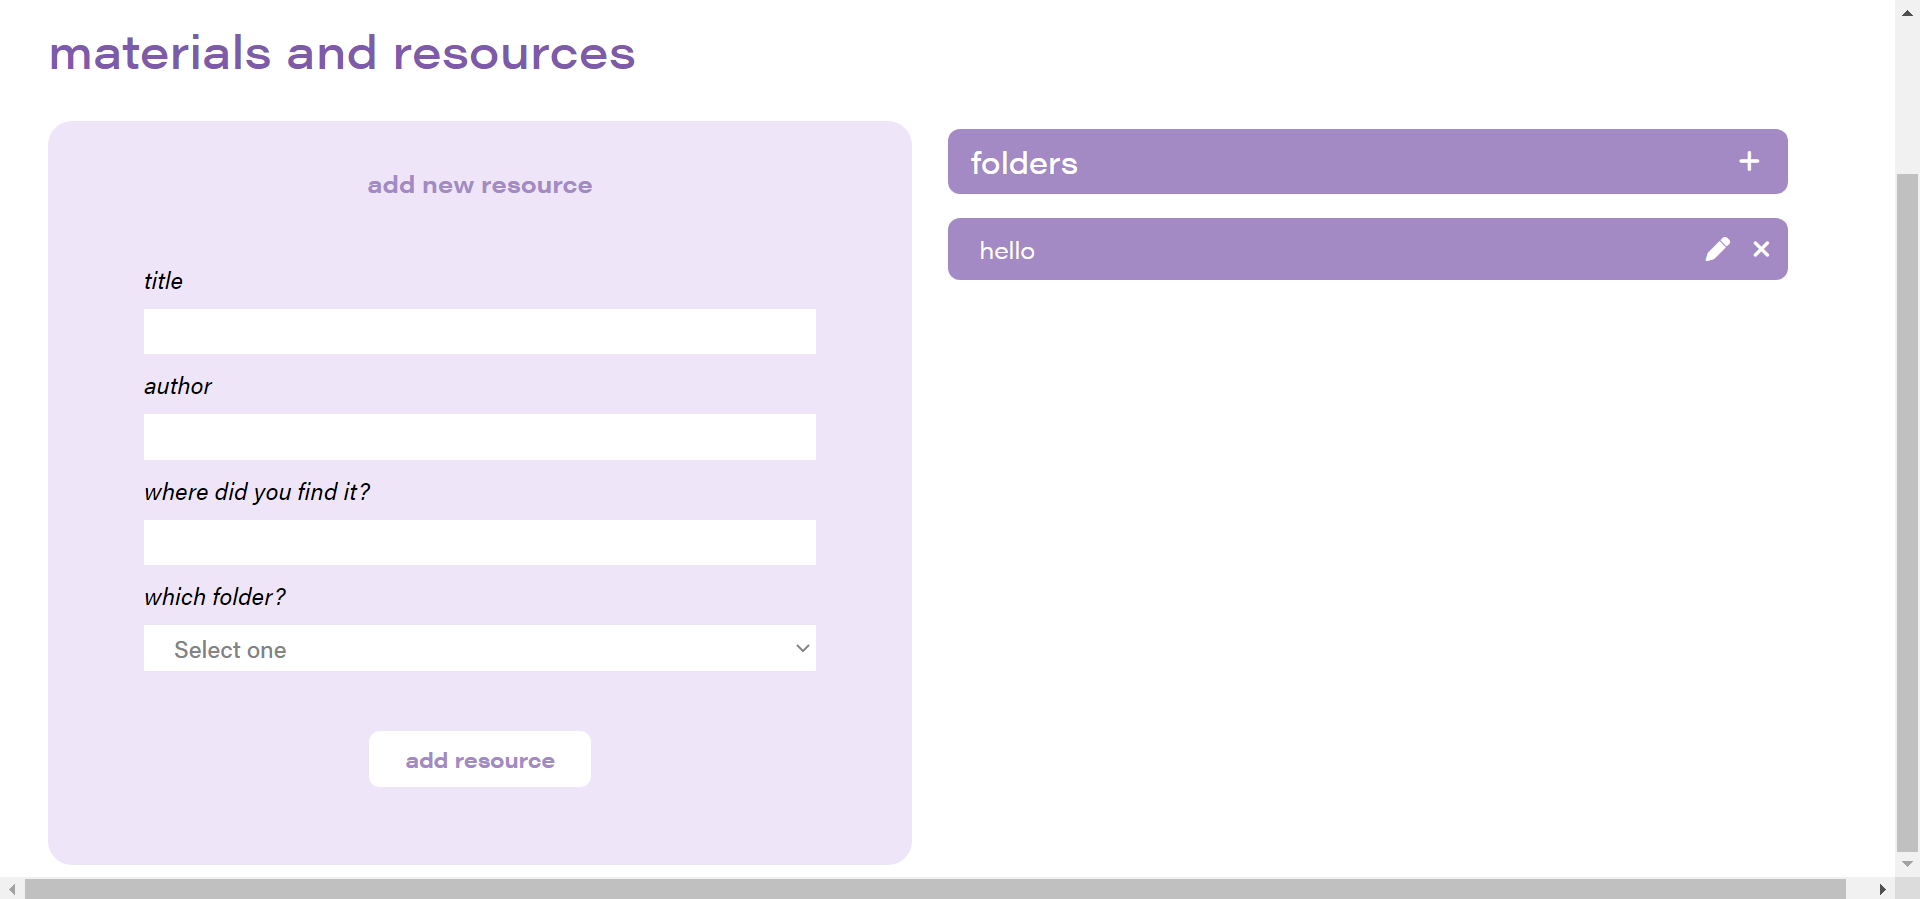 materials and resources
add new resource
title
author
where did you find it?
which folder?
Select one
add resource
folders
hello